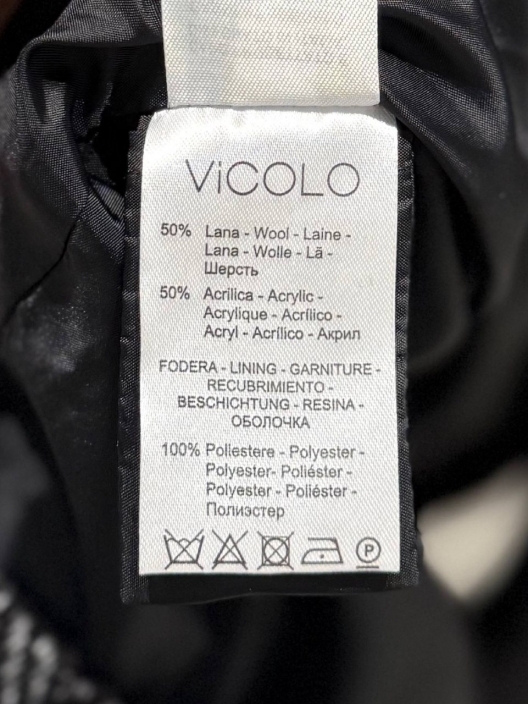 ViCOLO
50% Lana - Wool - Laine -
Lana - Wolle - Lã -
Шерсть
50% Acrilica - Acrylic -
Acrylique - Acrílico -
Acryl - Acrílico - Акрил
FODERA - LINING - GARNITURE -
RECUBRIMIENTO -
BESCHICHTUNG - RESINA -
ОБОЛОЧКА
100% Poliestere - Polyester -
Polyester- Poliéster -
Polyester - Poliéster -
Полиэстер
P